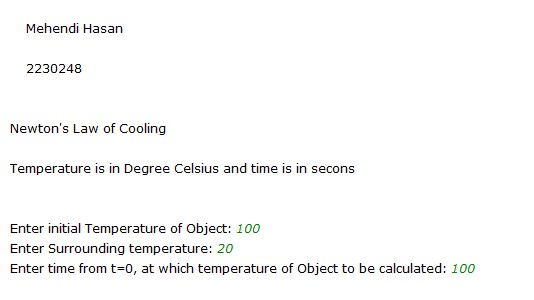 Mehendi Hasan
2230248
Newton's Law of Cooling
Temperature is in Degree Celsius and time is in secons
Enter initial Temperature of Object: 100
Enter Surrounding temperature: 20
Enter time from t=0, at which temperature of Object to be calculated: 100